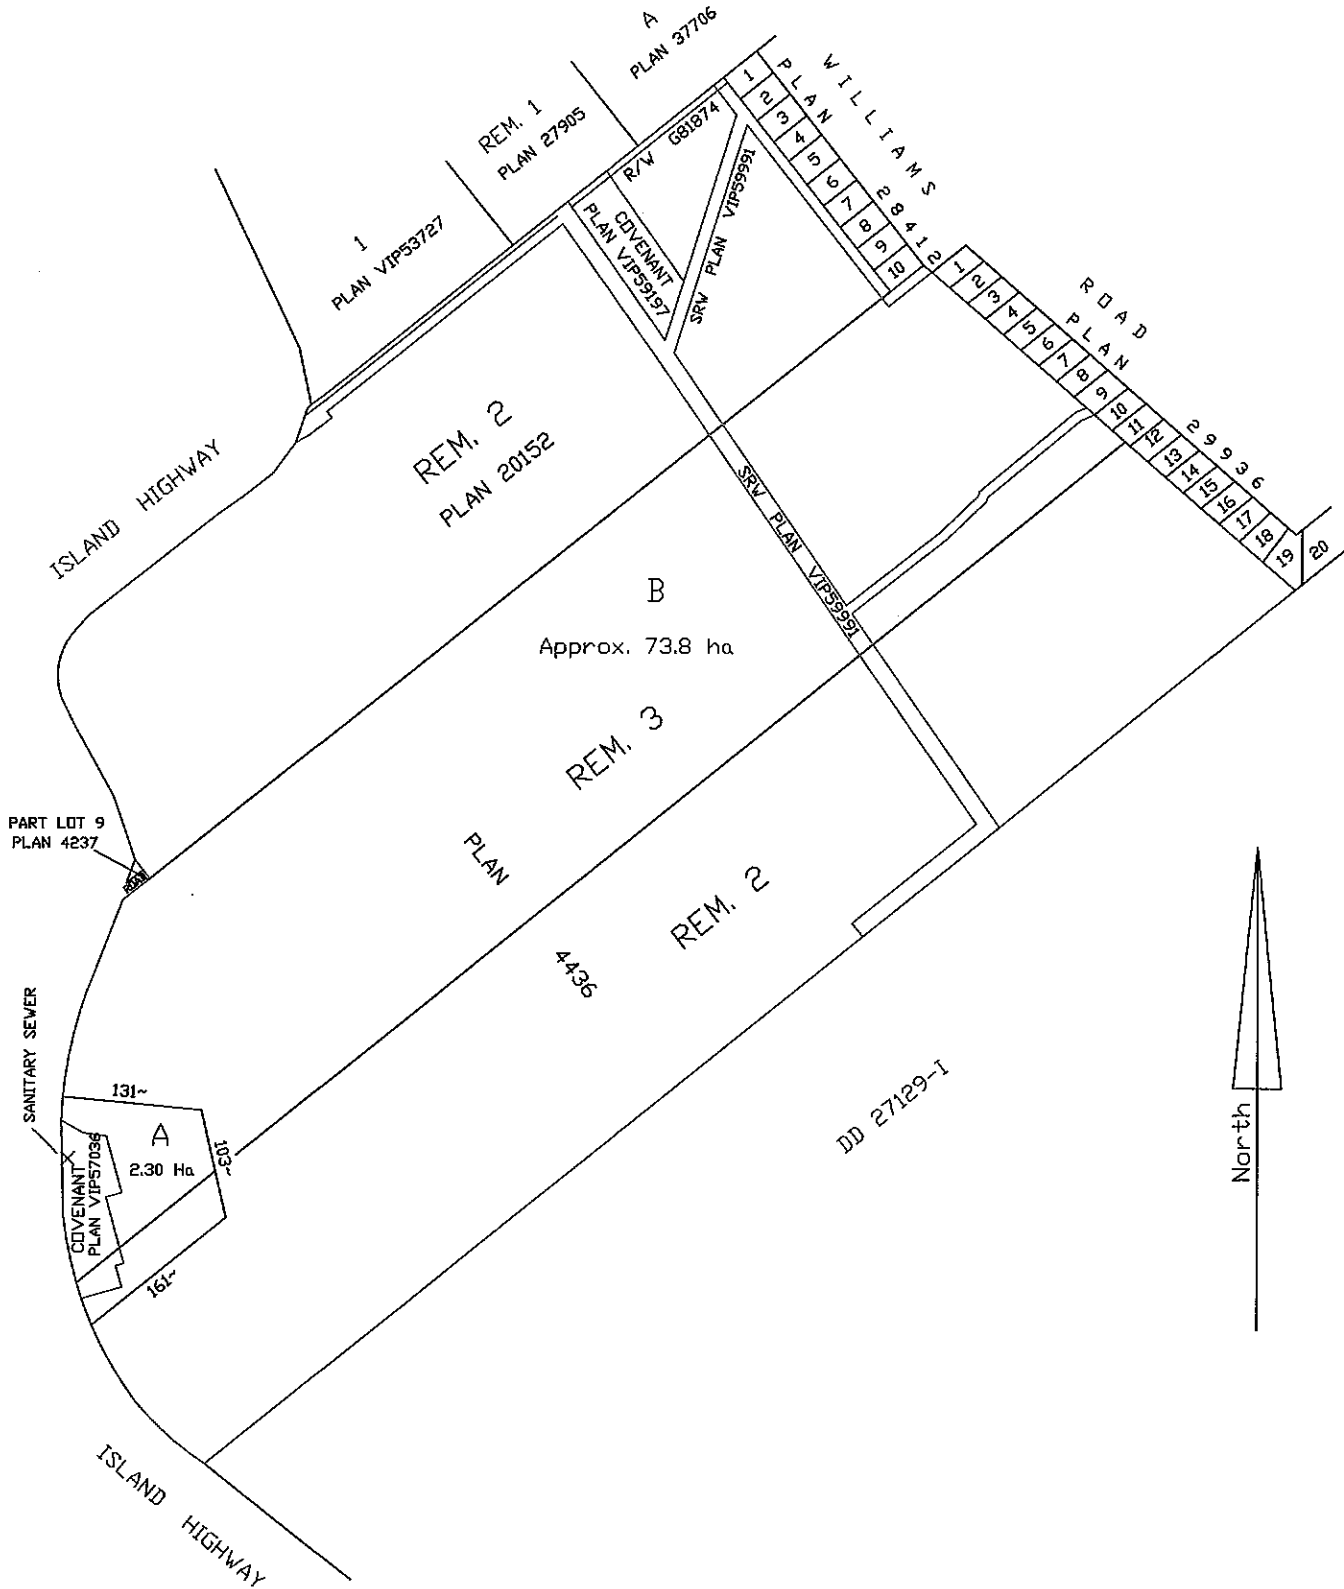 A
PLAN 37706
REM. 1
PLAN 27905
1
PLAN VIP53727
WILLIAMS
PLAN 28412
1
2
3
4
5
6
7
8
9
10
R/W G81874
COVENANT
PLAN VIP59197
SRW PLAN VIP59991
ROAD
PLAN 29936
1
2
3
4
5
6
7
8
9
10
11
12
13
14
15
16
17
18
19
20
ISLAND HIGHWAY
REM. 2
PLAN 20152
SRW PLAN VIP59991
B
Approx. 73.8 ha
REM. 3
PLAN 4436
REM. 2
PART LOT 9
PLAN 4237
ROAD
SANITARY SEWER
131~
A
2.30 Ha
103~
COVENANT
PLAN VIP57036
161~
DD 27129-I
North
ISLAND HIGHWAY